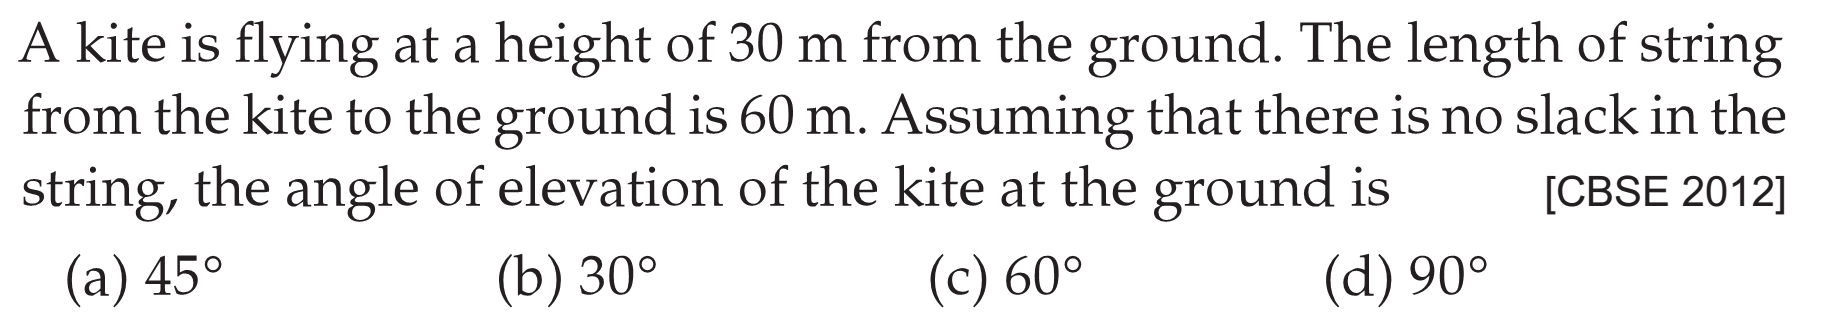 A kite is flying at a height of 30 m from the ground. The length of string
from the kite to the ground is 60 m. Assuming that there is no slack in the
string, the angle of elevation of the kite at the ground is [CBSE 2012]
(a) 45° (b) 30° (c) 60° (d) 90°